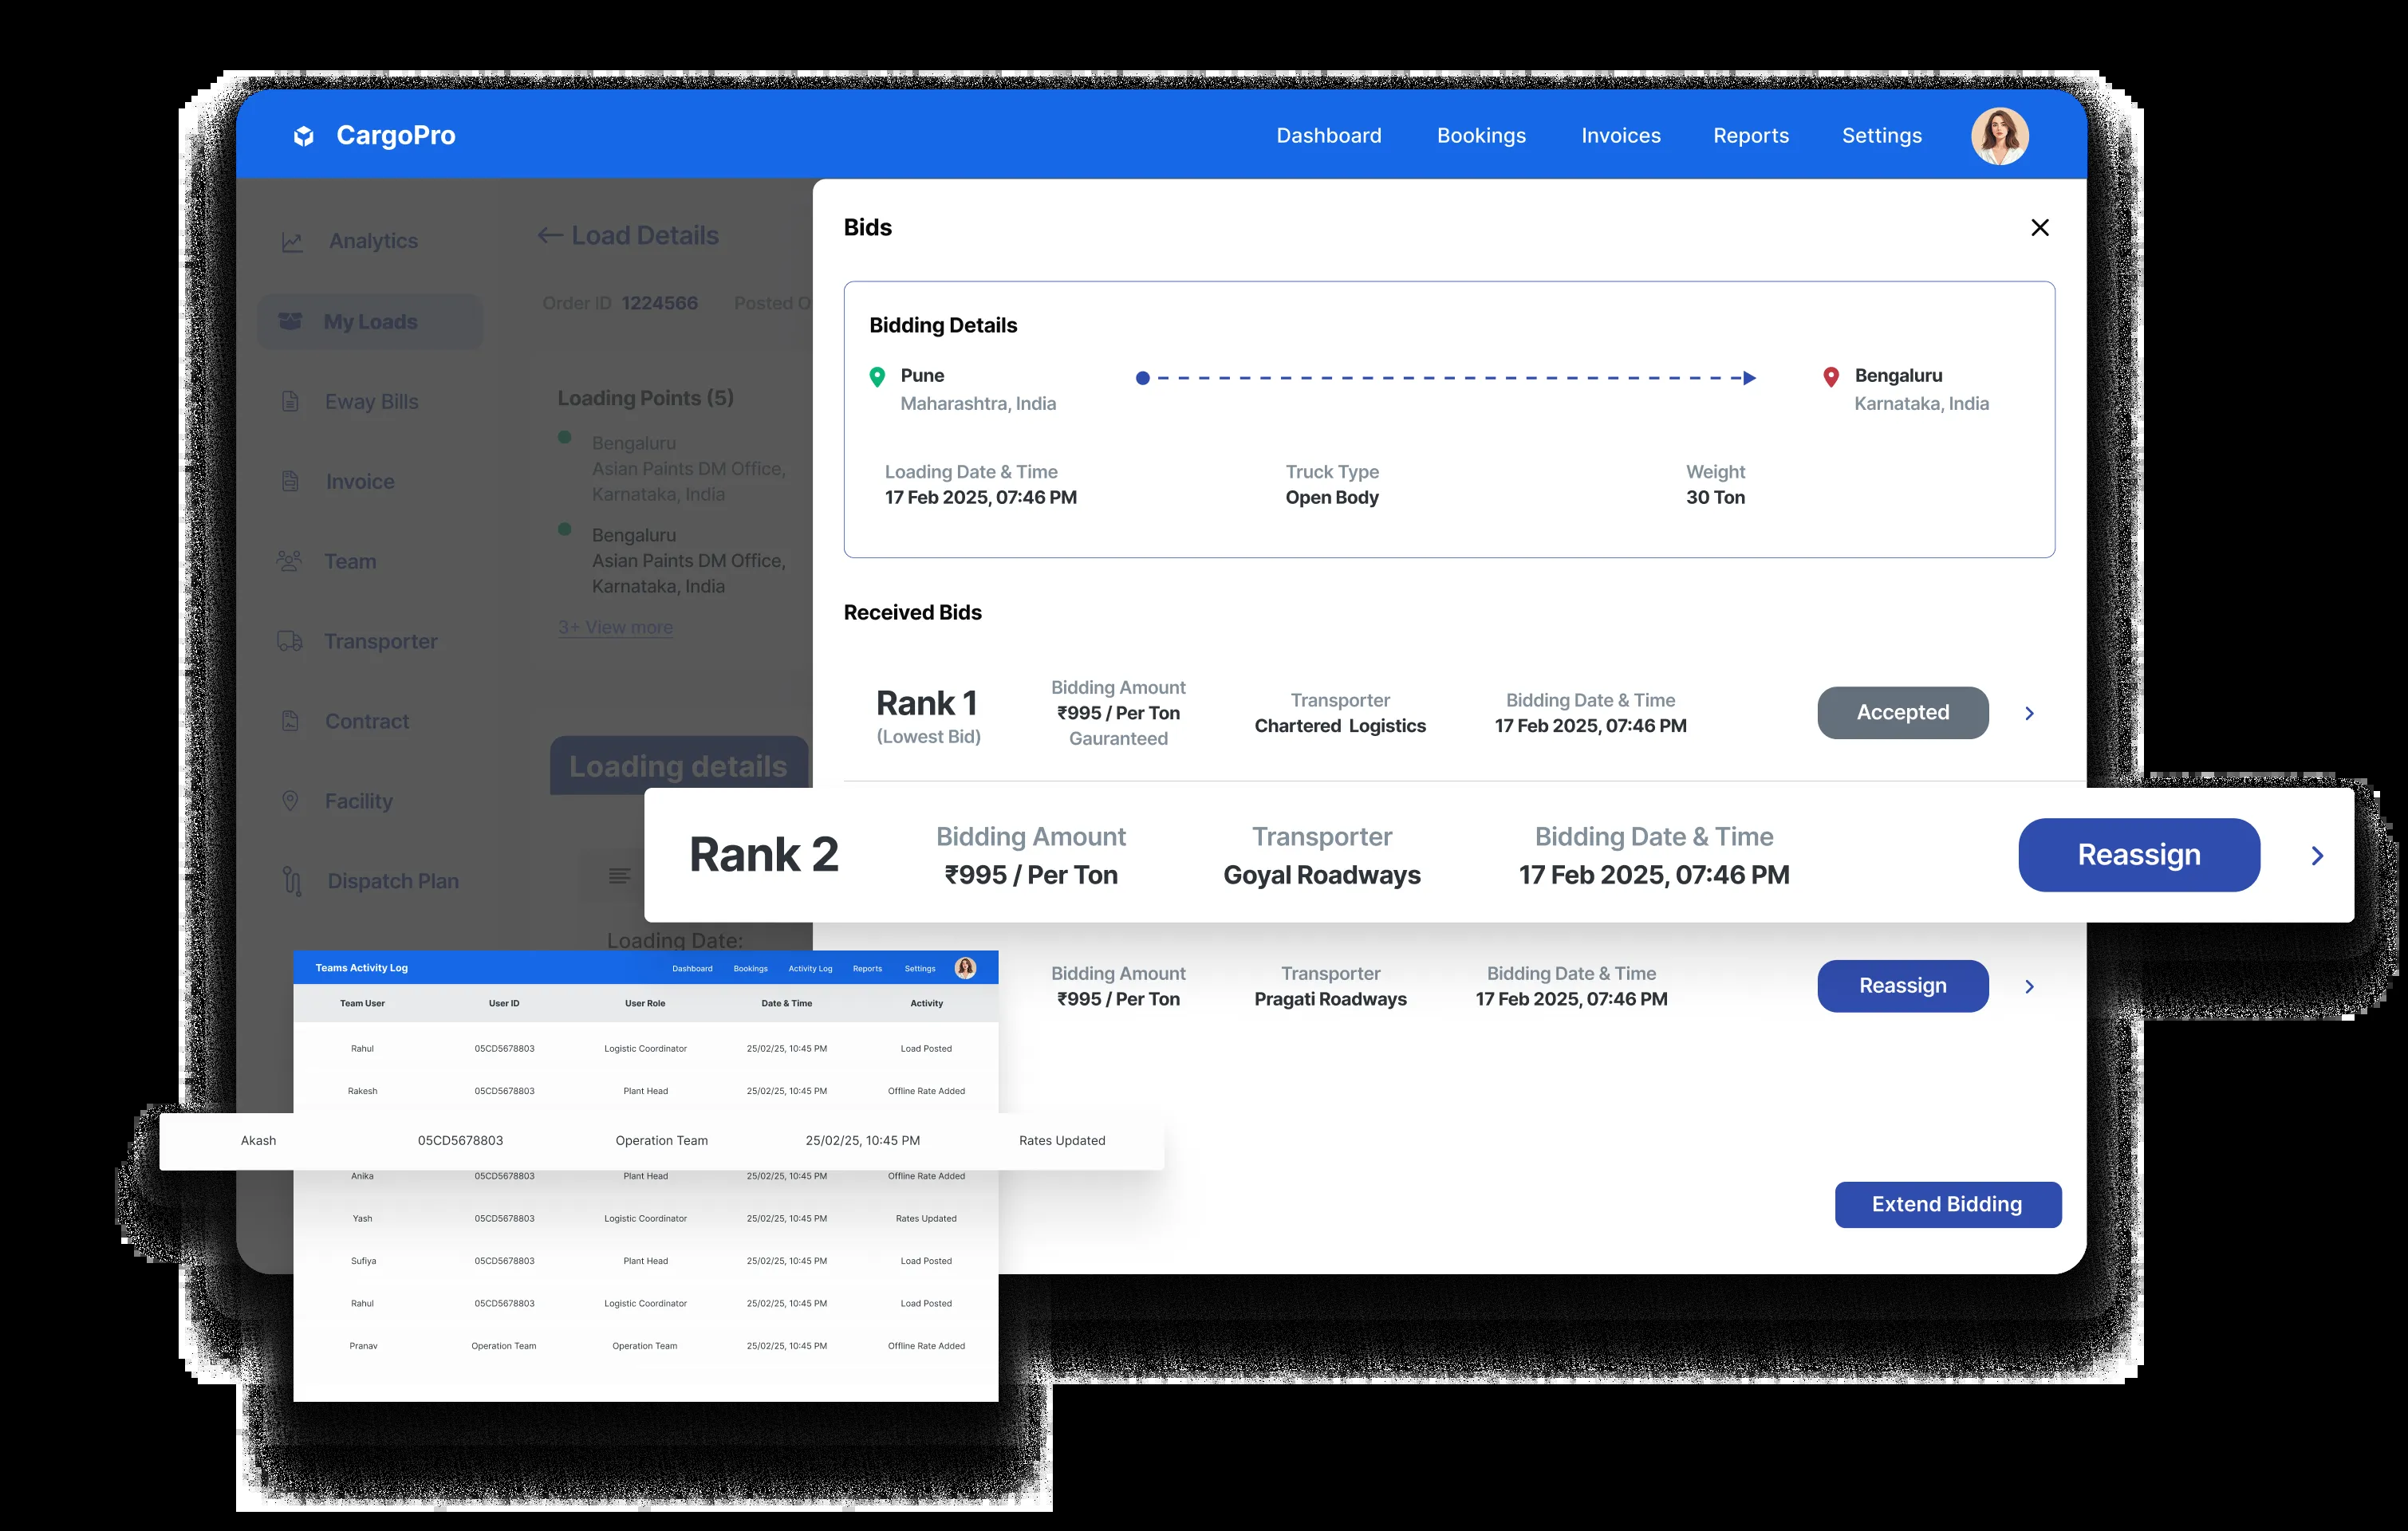 CargoPro
Dashboard Bookings Invoices Reports Settings
Analytics
My Loads
Eway Bills
Invoice
Team
Transporter
Contract
Facility
Dispatch Plan
Load Details
Order ID 1224566 Posted O
Loading Points (5)
Bengaluru
Asian Paints DM Office,
Karnataka, India
Bengaluru
Asian Paints DM Office,
Karnataka, India
3+ View more
Loading details
Loading Date:
Bids
Bidding Details
Pune
Maharashtra, India
Bengaluru
Karnataka, India
Loading Date & Time
17 Feb 2025, 07:46 PM
Truck Type
Open Body
Weight
30 Ton
Received Bids
Rank 1
(Lowest Bid)
Bidding Amount
₹995 / Per Ton
Gauranteed
Transporter
Chartered Logistics
Bidding Date & Time
17 Feb 2025, 07:46 PM
Accepted
Rank 2
Bidding Amount
₹995 / Per Ton
Transporter
Goyal Roadways
Bidding Date & Time
17 Feb 2025, 07:46 PM
Reassign
Bidding Amount
₹995 / Per Ton
Transporter
Pragati Roadways
Bidding Date & Time
17 Feb 2025, 07:46 PM
Reassign
Extend Bidding
Teams Activity Log
Dashboard Bookings Activity Log Reports Settings
Team User User ID User Role Date & Time Activity
Rahul 05CD5678803 Logistic Coordinator 25/02/25, 10:45 PM Load Posted
Rakesh 05CD5678803 Plant Head 25/02/25, 10:45 PM Offline Rate Added
Akash 05CD5678803 Operation Team 25/02/25, 10:45 PM Rates Updated
Anika 05CD5678803 Plant Head 25/02/25, 10:45 PM Offline Rate Added
Yash 05CD5678803 Logistic Coordinator 25/02/25, 10:45 PM Rates Updated
Sufiya 05CD5678803 Plant Head 25/02/25, 10:45 PM Load Posted
Rahul 05CD5678803 Logistic Coordinator 25/02/25, 10:45 PM Load Posted
Pranav Operation Team Operation Team 25/02/25, 10:45 PM Offline Rate Added